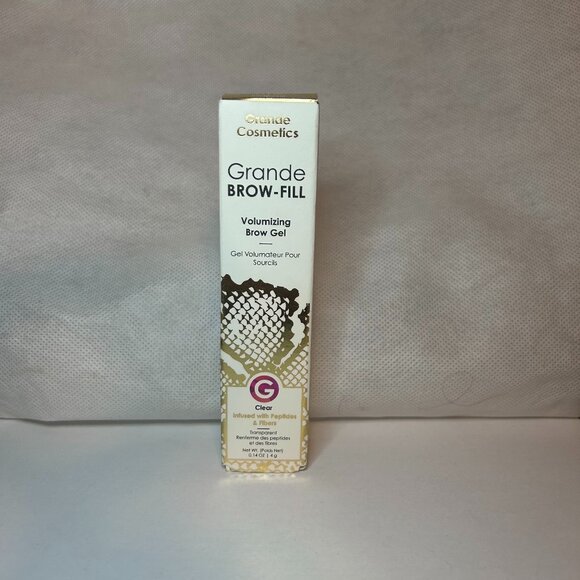 Grande
Cosmetics
Grande
BROW-FILL
Volumizing
Brow Gel
Gel Volumateur Pour
Sourcils
G
Clear
Infused with Peptides
& Fibers
Transparent
Renferme des peptides
et des fibres
Net Wt. (Poids Net)
0.14 OZ | 4 g